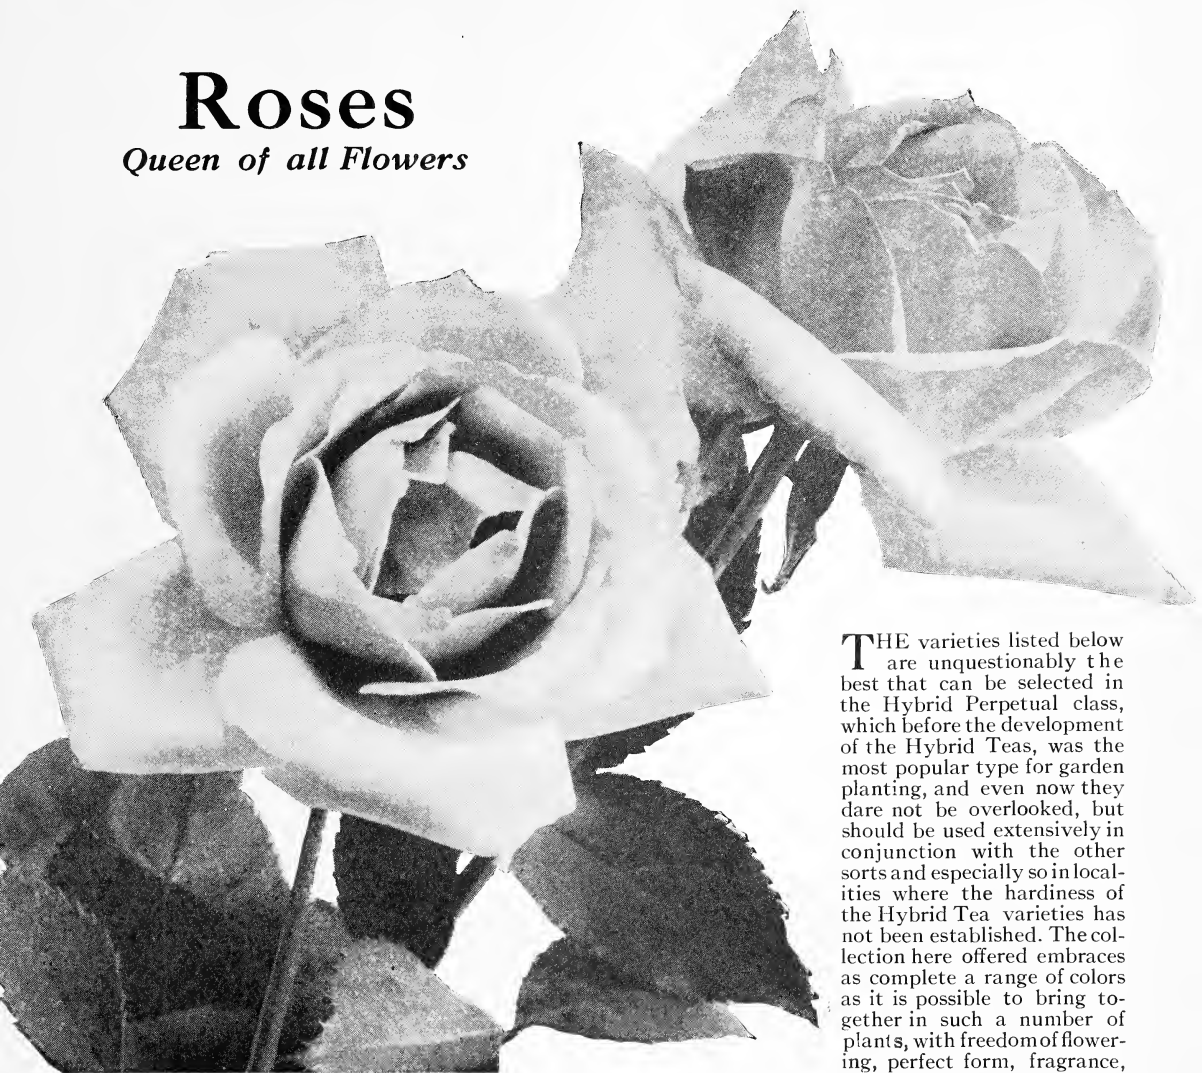 Roses
Queen of all Flowers
THE varieties listed below
are unquestionably the
best that can be selected in
the Hybrid Perpetual class,
which before the development
of the Hybrid Teas, was the
most popular type for garden
planting, and even now they
dare not be overlooked, but
should be used extensively in
conjunction with the other
sorts and especially so in local-
ities where the hardiness of
the Hybrid Tea varieties has
not been established. The col-
lection here offered embraces
as complete a range of colors
as it is possible to bring to-
gether in such a number of
plants, with freedom of flower-
ing, perfect form, fragrance,